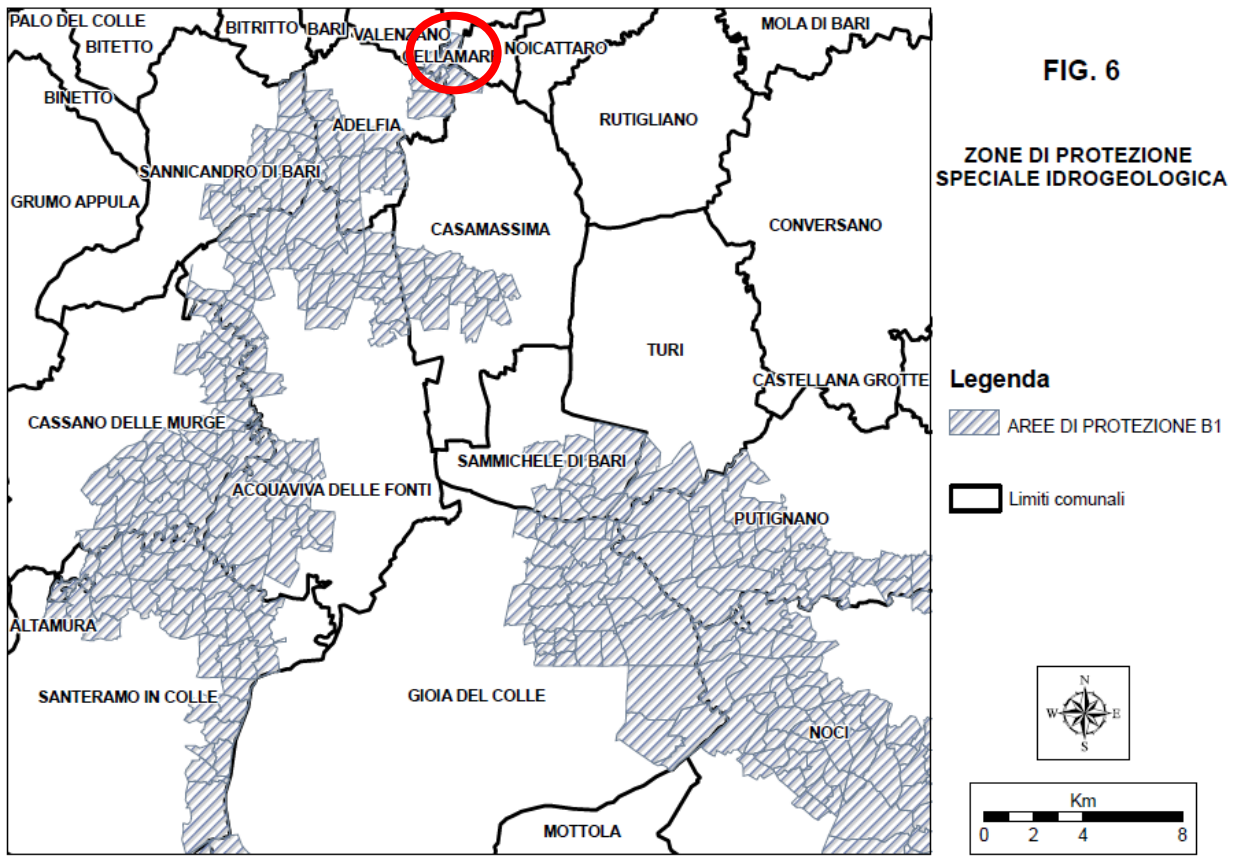 PALO DEL COLLE
BITETTO
BITRITTO
BARI
VALENZANO
CELLAMARE
NOICATTARO
MOLA DI BARI
BINETTO
ADELFIA
RUTIGLIANO
SANNICANDRO DI BARI
GRUMO APPULA
CASAMASSIMA
CONVERSANO
TURI
CASTELLANA GROTTE
CASSANO DELLE MURGE
SAMMICHELE DI BARI
ACQUAVIVA DELLE FONTI
PUTIGNANO
ALTAMURA
SANTERAMO IN COLLE
GIOIA DEL COLLE
NOCI
MOTTOLA
FIG. 6
ZONE DI PROTEZIONE
SPECIALE IDROGEOLOGICA
Legenda
AREE DI PROTEZIONE B1
Limiti comunali
N
W E
S
Km
0 2 4 8